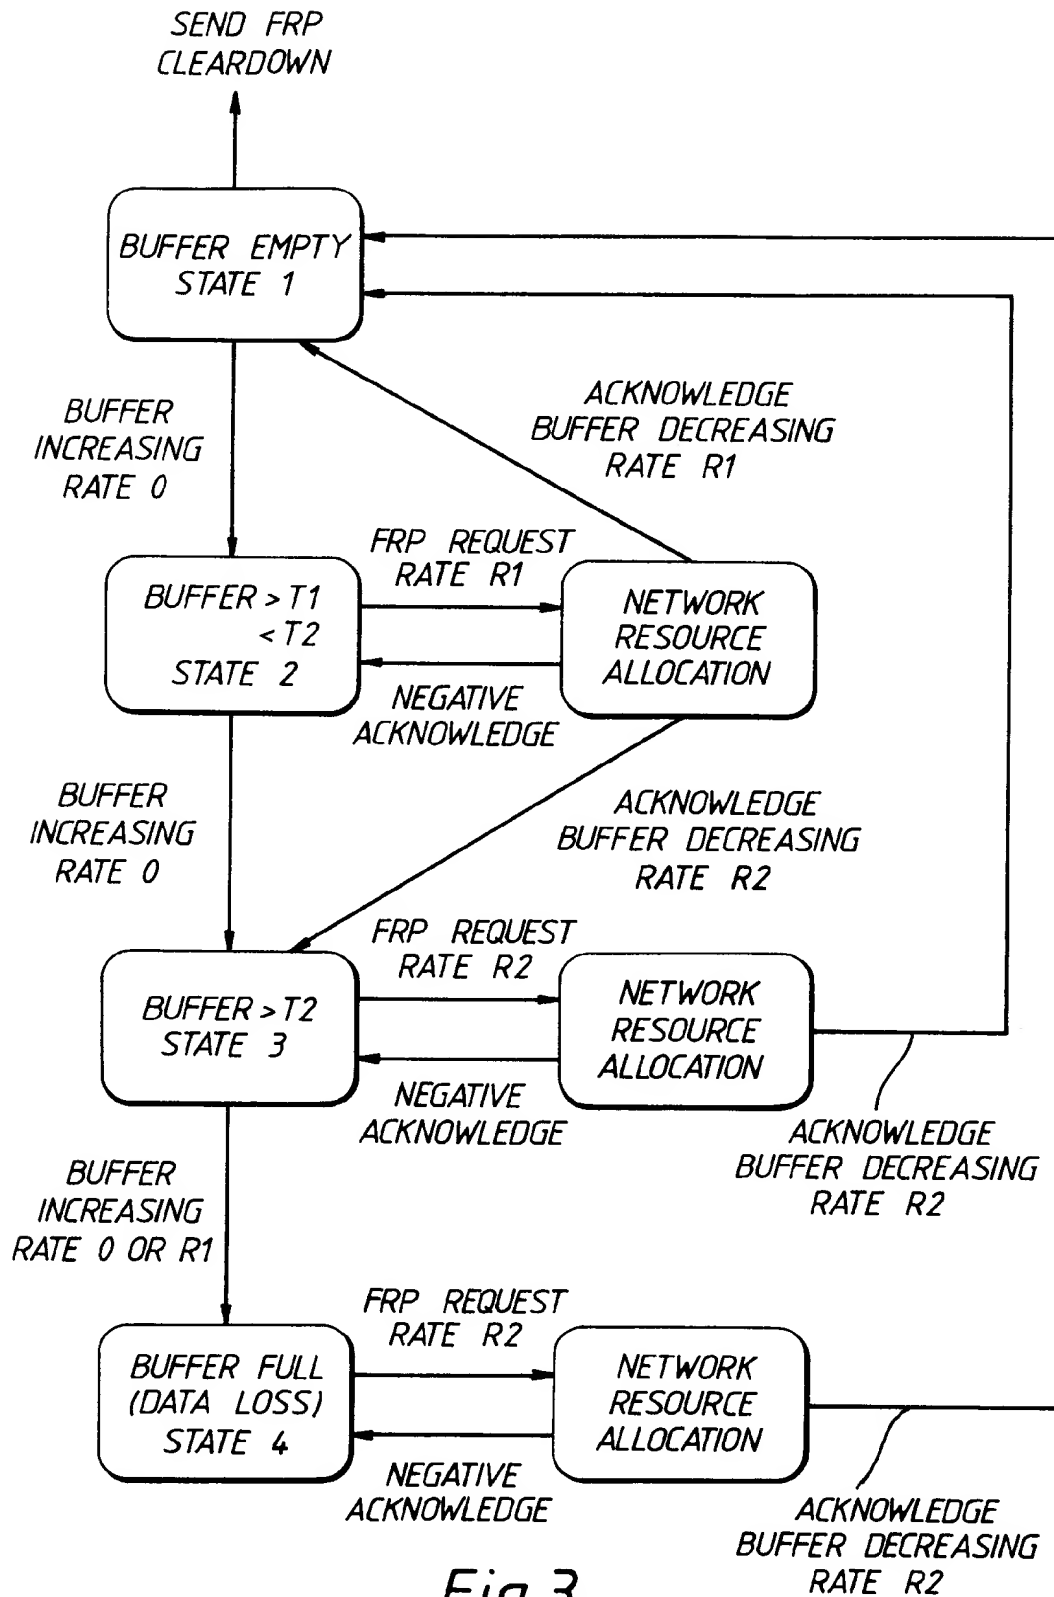 SEND FRP
CLEARDOWN
BUFFER EMPTY
STATE 1
BUFFER
INCREASING
RATE 0
ACKNOWLEDGE
BUFFER DECREASING
RATE R1
FRP REQUEST
RATE R1
BUFFER > T1
< T2
STATE 2
NETWORK
RESOURCE
ALLOCATION
NEGATIVE
ACKNOWLEDGE
BUFFER
INCREASING
RATE 0
ACKNOWLEDGE
BUFFER DECREASING
RATE R2
FRP REQUEST
RATE R2
BUFFER > T2
STATE 3
NETWORK
RESOURCE
ALLOCATION
NEGATIVE
ACKNOWLEDGE
ACKNOWLEDGE
BUFFER DECREASING
RATE R2
BUFFER
INCREASING
RATE 0 OR R1
FRP REQUEST
RATE R2
BUFFER FULL
(DATA LOSS)
STATE 4
NETWORK
RESOURCE
ALLOCATION
NEGATIVE
ACKNOWLEDGE
ACKNOWLEDGE
BUFFER DECREASING
RATE R2
Fig.3